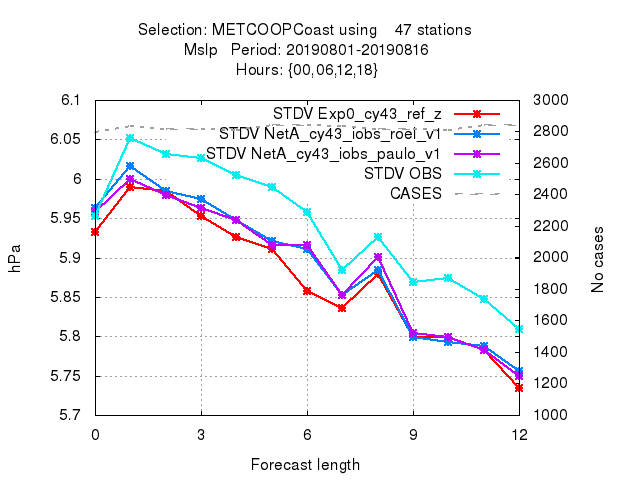 Selection: METCOOPCoast using    47 stations
Mslp   Period: 20190801-20190816
Hours: {00,06,12,18}
STDV Exp0_cy43_ref_z
STDV NetA_cy43_iobs_roel_v1
STDV NetA_cy43_iobs_paulo_v1
STDV OBS
CASES
6.1
6.05
6
5.95
5.9
5.85
5.8
5.75
5.7
hPa
3000
2800
2600
2400
2200
2000
1800
1600
1400
1200
1000
No cases
0
3
6
9
12
Forecast length